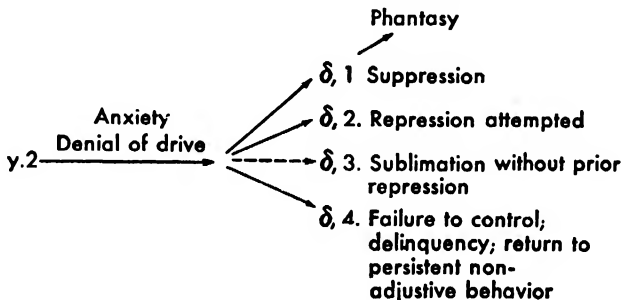 Phantasy
δ, 1 Suppression
Anxiety
Denial of drive
δ, 2. Repression attempted
y.2
δ, 3. Sublimation without prior
repression
δ, 4. Failure to control;
delinquency; return to
persistent non-
adjustive behavior